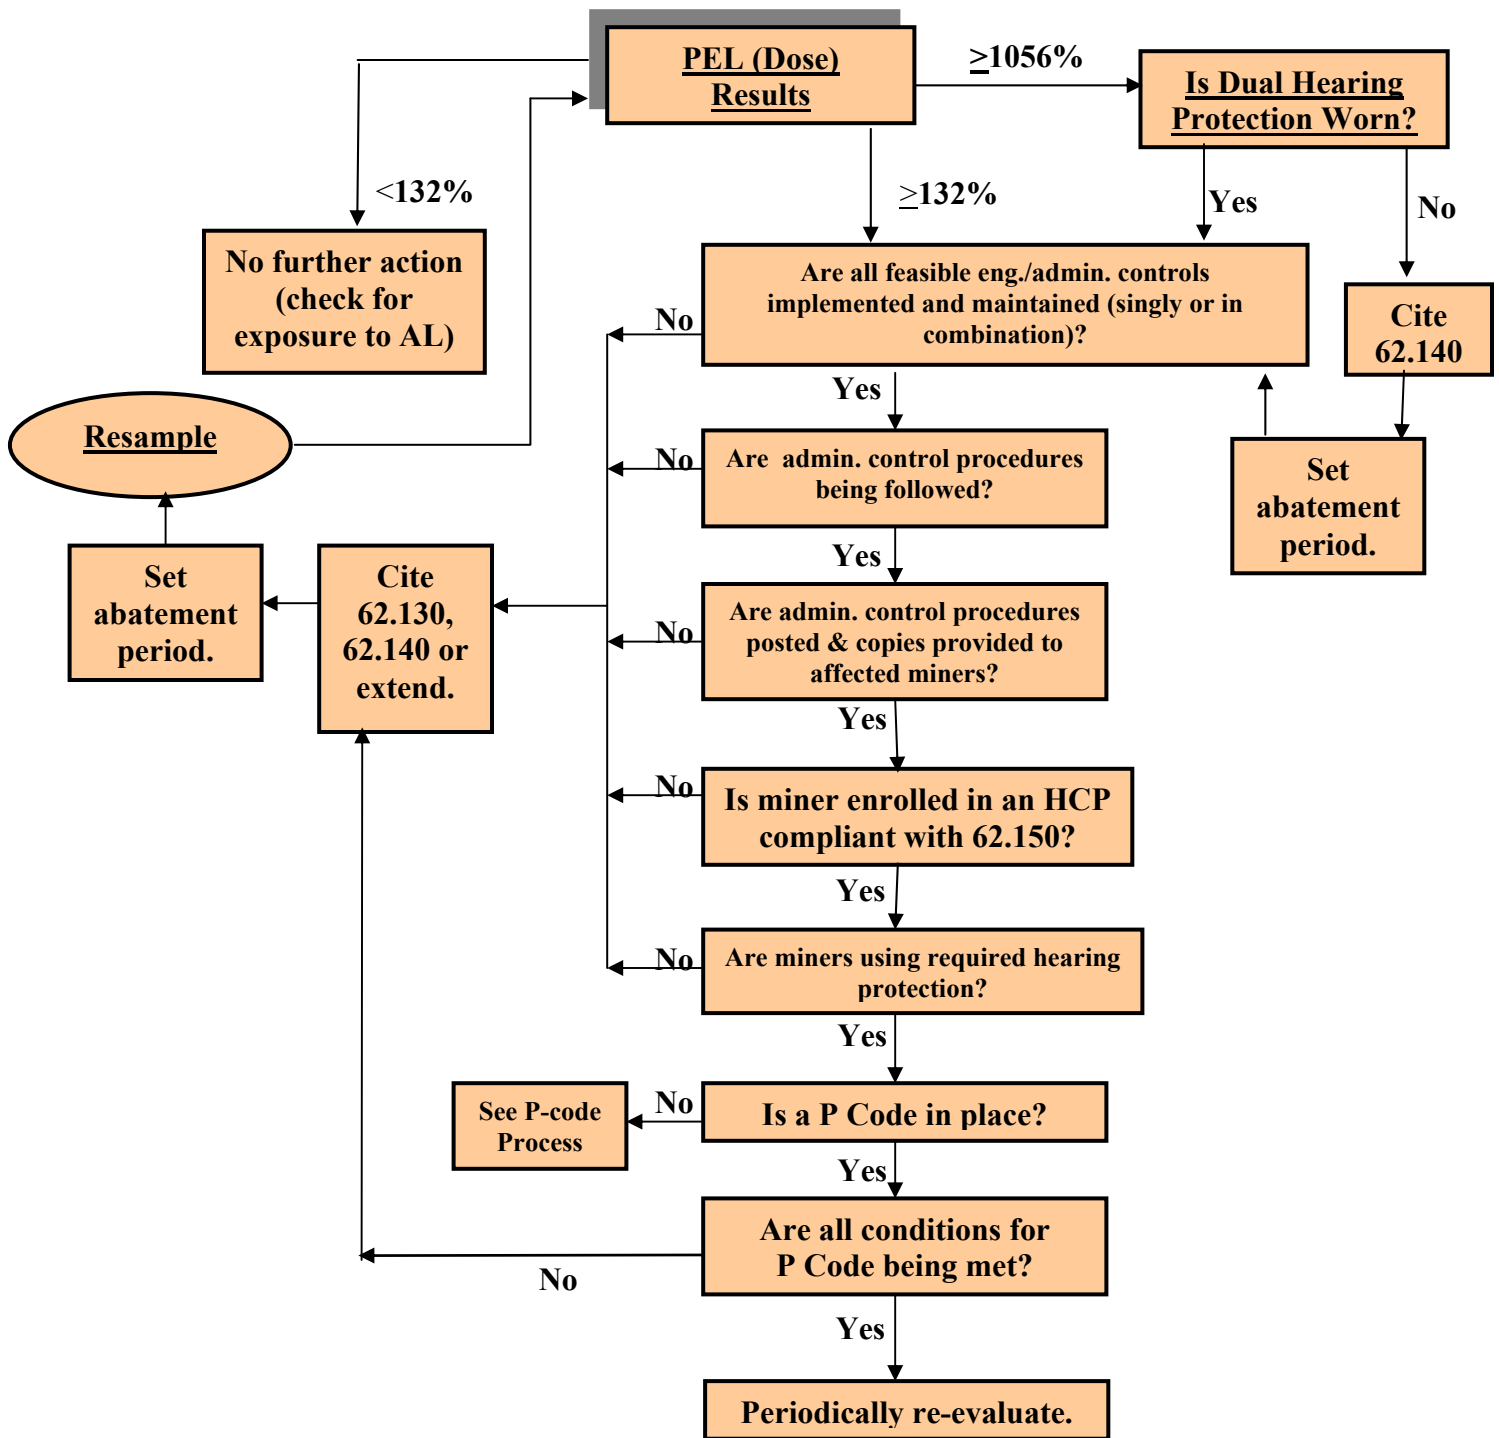 PEL (Dose)
Results
≥1056%
Is Dual Hearing
Protection Worn?
<132%
≥132%
Yes
No
No further action
(check for
exposure to AL)
Are all feasible eng./admin. controls
implemented and maintained (singly or in
combination)?
Cite
62.140
No
Yes
Resample
Are admin. control procedures
being followed?
No
Set
abatement
period.
Yes
Set
abatement
period.
Cite
62.130,
62.140 or
extend.
Are admin. control procedures
posted & copies provided to
affected miners?
No
Yes
No
Is miner enrolled in an HCP
compliant with 62.150?
Yes
No
Are miners using required hearing
protection?
Yes
See P-code
Process
No
Is a P Code in place?
Yes
Are all conditions for
P Code being met?
No
Yes
Periodically re-evaluate.